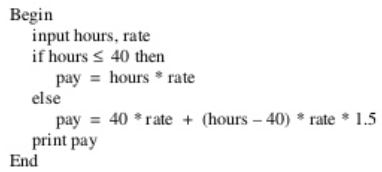 Begin
input hours, rate
if hours ≤ 40 then
pay = hours * rate
else
pay = 40 * rate + (hours – 40) * rate * 1.5
print pay
End